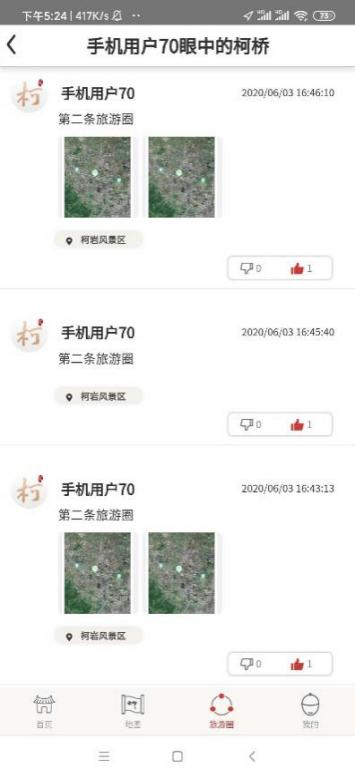 下午5:24 | 417K/s
73
手机用户70眼中的柯桥
柯
手机用户70
2020/06/03 16:46:10
第二条旅游圈
柯岩风景区
0
1
柯
手机用户70
2020/06/03 16:45:40
第二条旅游圈
柯岩风景区
0
1
柯
手机用户70
2020/06/03 16:43:13
第二条旅游圈
柯岩风景区
0
1
首页
地图
旅游圈
我的